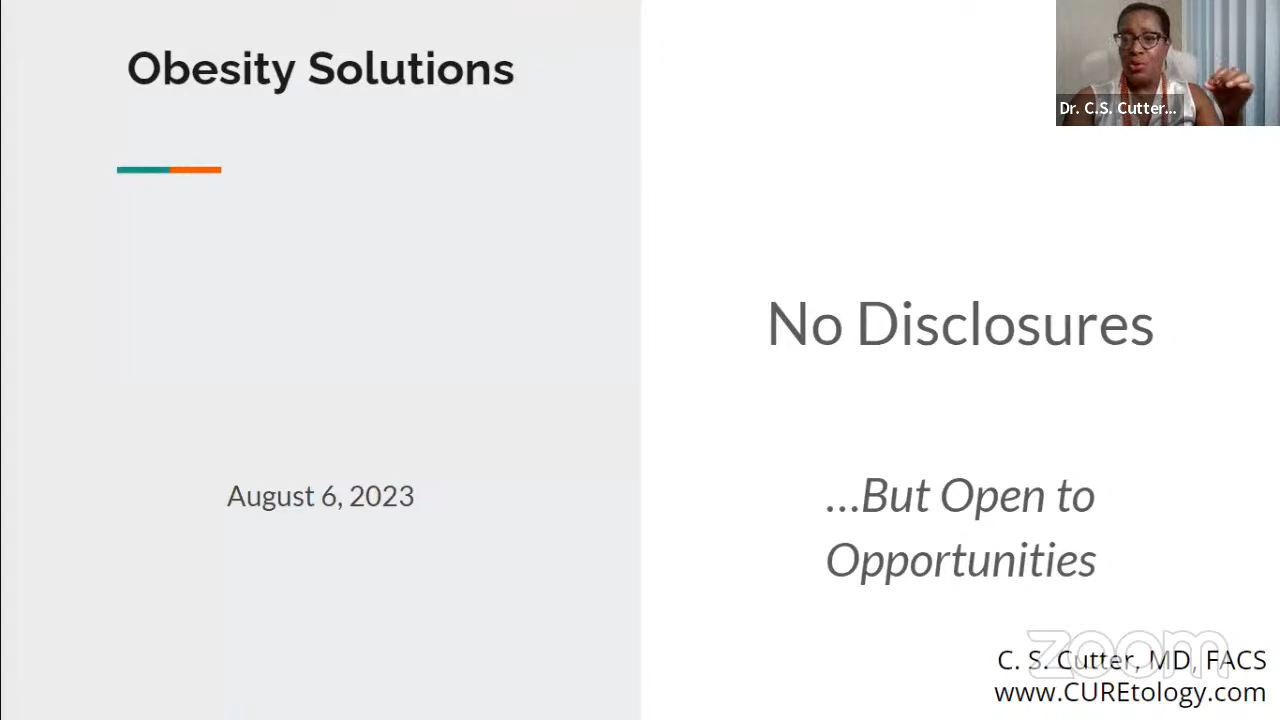 Obesity Solutions
August 6, 2023
Dr. C.S. Cutter...
No Disclosures
...But Open to
Opportunities
zoom
C. S. Cutter, MD, FACS
www.CUREtology.com